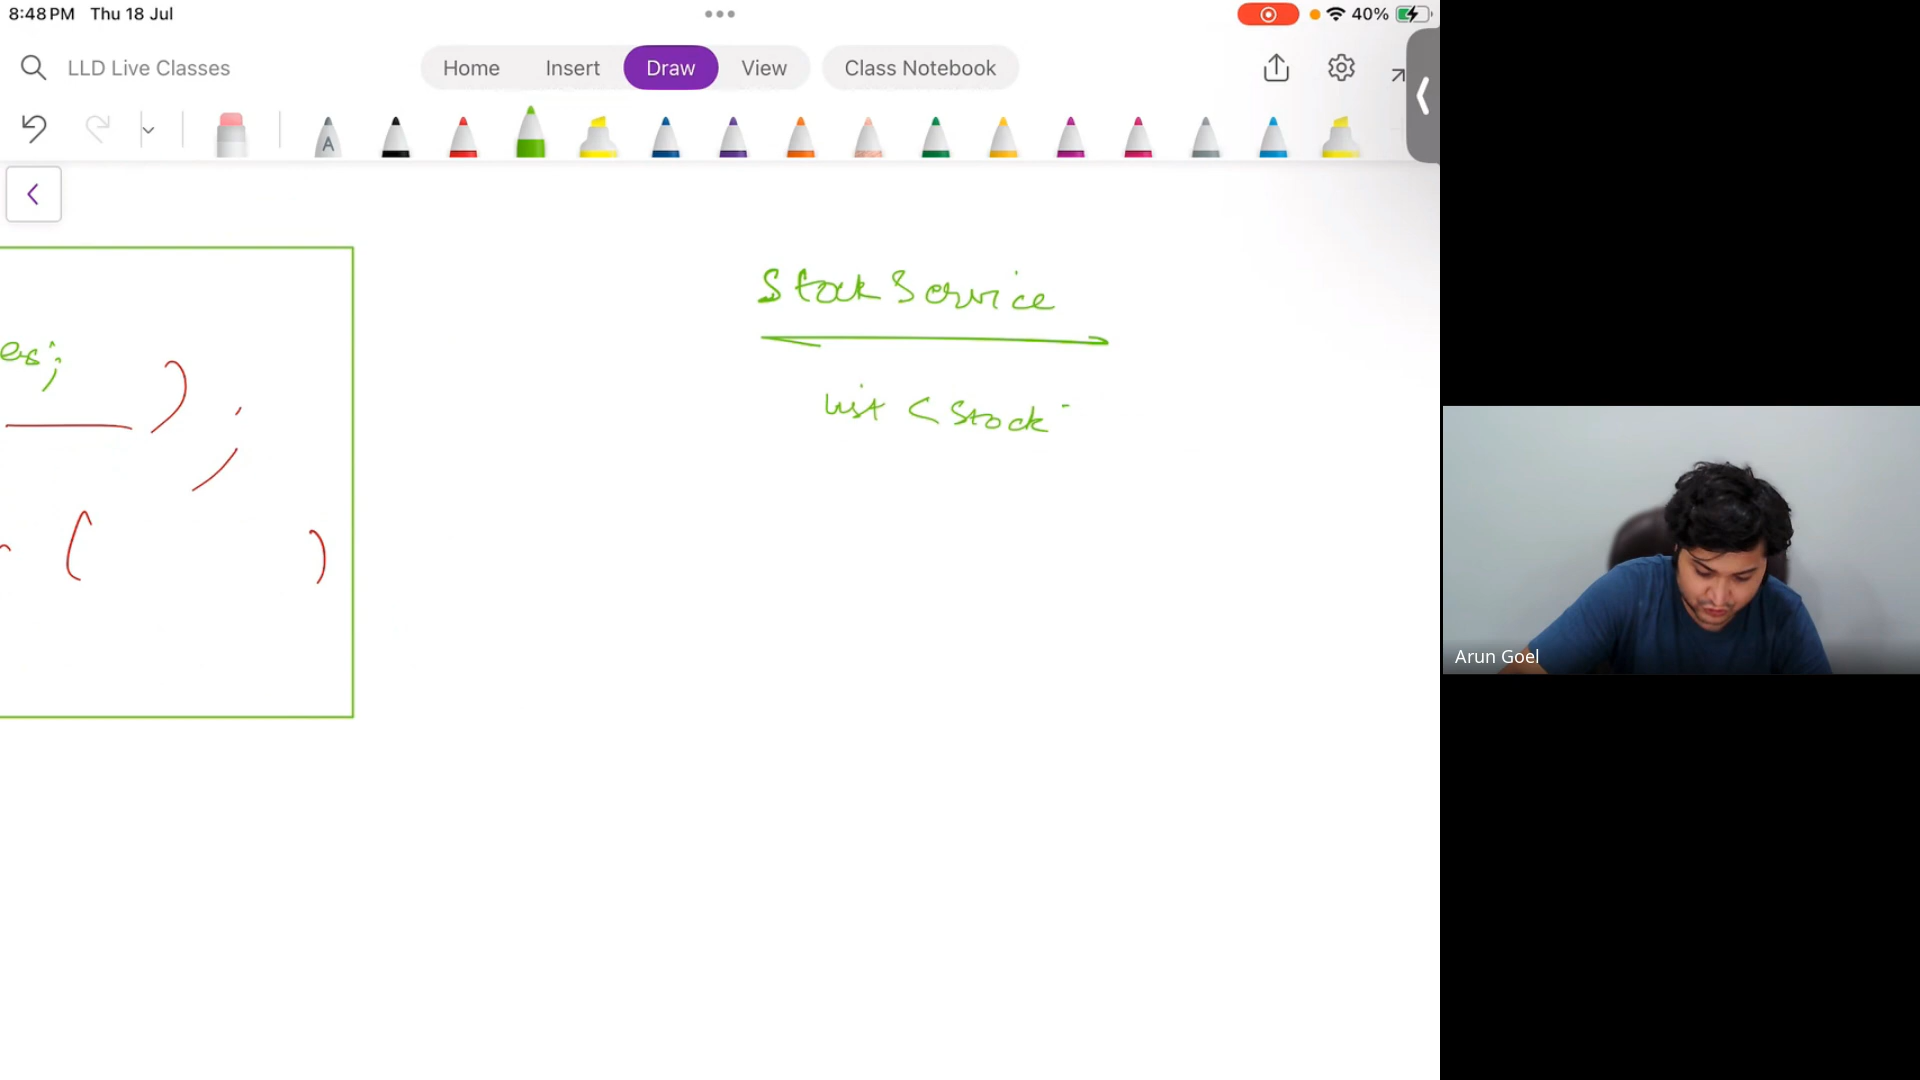 8:48 PM Thu 18 Jul
40%
LLD Live Classes
Home Insert Draw View Class Notebook
A
Stock Service
es;
);
List < Stock
( )
Arun Goel